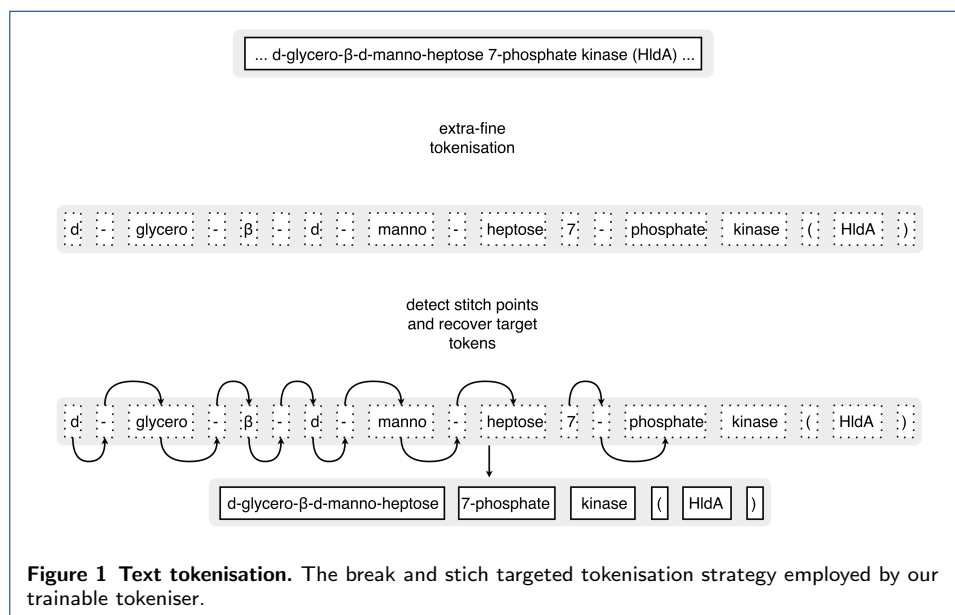 ... d-glycero-β-d-manno-heptose 7-phosphate kinase (HldA) ...
extra-fine
tokenisation
d - glycero - β - d - manno - heptose 7 - phosphate kinase ( HldA )
detect stitch points
and recover target
tokens
d - glycero - β - d - manno - heptose 7 - phosphate kinase ( HldA )
d-glycero-β-d-manno-heptose 7-phosphate kinase ( HldA )
Figure 1 Text tokenisation. The break and stich targeted tokenisation strategy employed by our
trainable tokeniser.